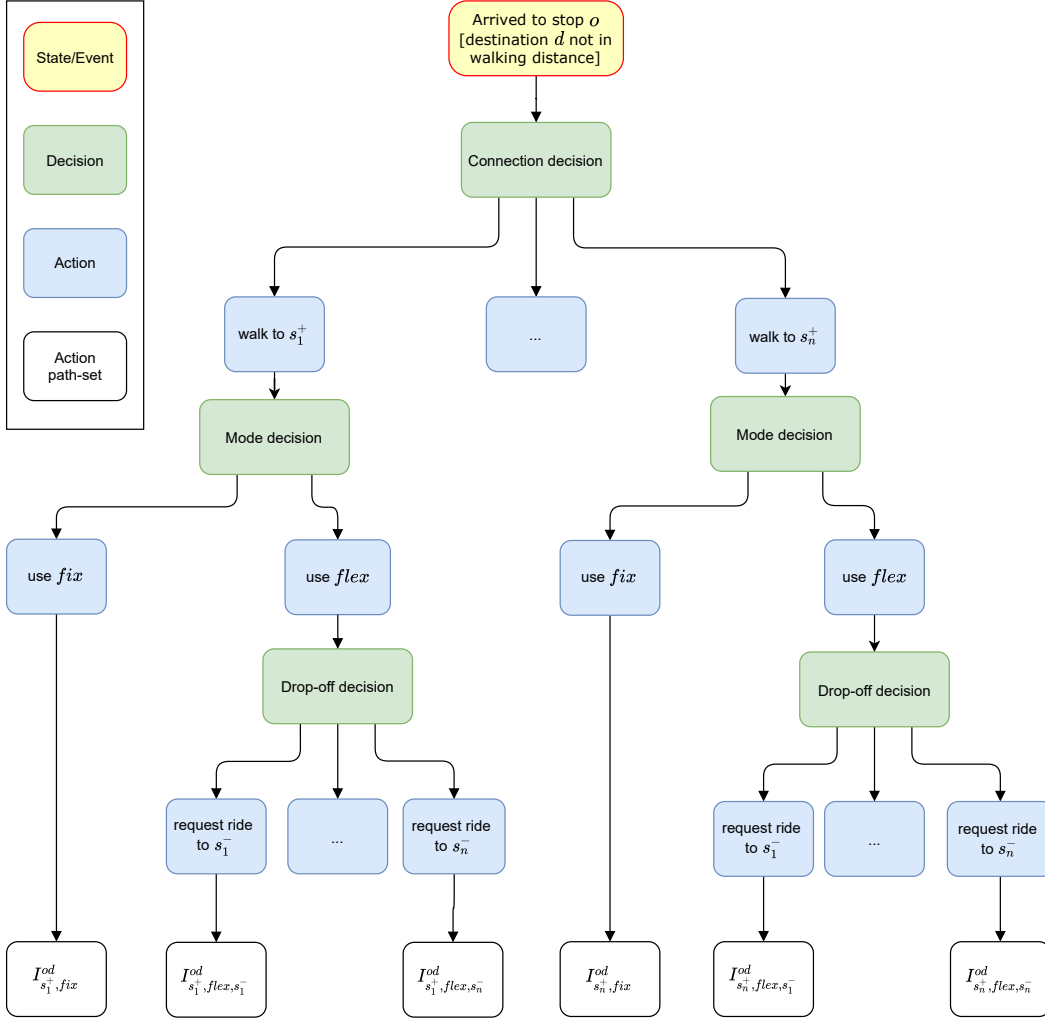 State/Event
Decision
Action
Action
path-set
Arrived to stop o
[destination d not in
walking distance]
Connection decision
walk to s₁⁺
...
walk to sₙ⁺
Mode decision
Mode decision
use fix
use flex
use fix
use flex
Drop-off decision
Drop-off decision
request ride
to s₁⁻
...
request ride
to sₙ⁻
request ride
to s₁⁻
...
request ride
to sₙ⁻
I^{od}_{s₁⁺,fix}
I^{od}_{s₁⁺,flex,s₁⁻}
I^{od}_{s₁⁺,flex,sₙ⁻}
I^{od}_{sₙ⁺,fix}
I^{od}_{sₙ⁺,flex,s₁⁻}
I^{od}_{sₙ⁺,flex,sₙ⁻}